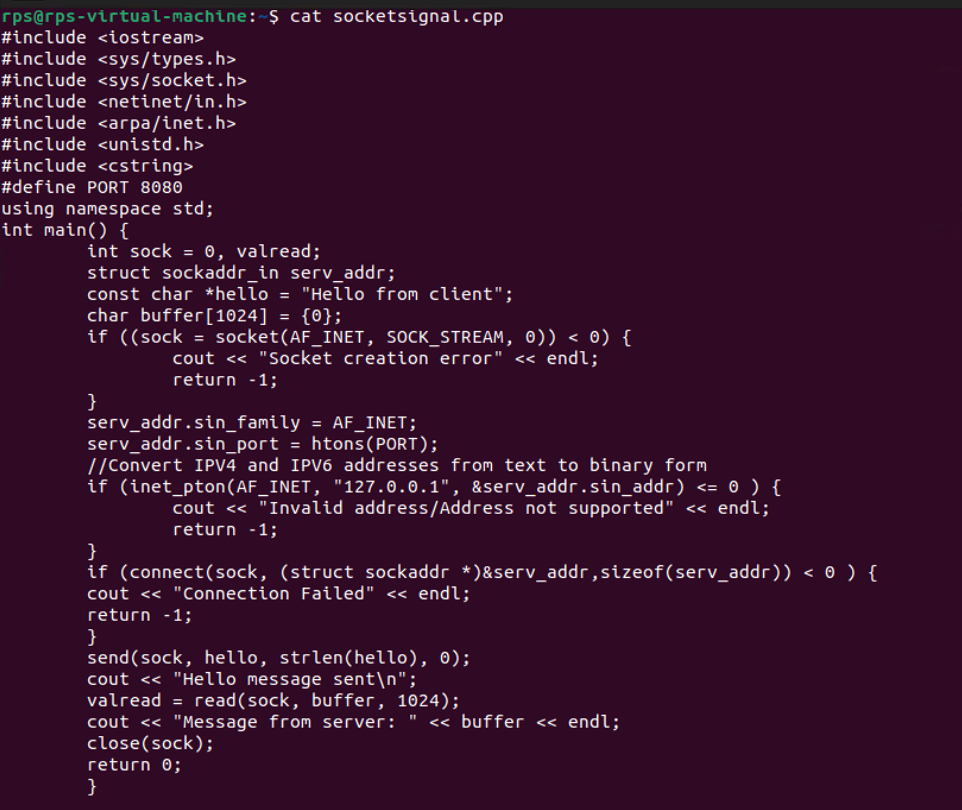 rps@rps-virtual-machine:~$ cat socketsignal.cpp
#include <iostream>
#include <sys/types.h>
#include <sys/socket.h>
#include <netinet/in.h>
#include <arpa/inet.h>
#include <unistd.h>
#include <cstring>
#define PORT 8080
using namespace std;
int main() {
        int sock = 0, valread;
        struct sockaddr_in serv_addr;
        const char *hello = "Hello from client";
        char buffer[1024] = {0};
        if ((sock = socket(AF_INET, SOCK_STREAM, 0)) < 0) {
                cout << "Socket creation error" << endl;
                return -1;
        }
        serv_addr.sin_family = AF_INET;
        serv_addr.sin_port = htons(PORT);
        //Convert IPV4 and IPV6 addresses from text to binary form
        if (inet_pton(AF_INET, "127.0.0.1", &serv_addr.sin_addr) <= 0 ) {
                cout << "Invalid address/Address not supported" << endl;
                return -1;
        }
        if (connect(sock, (struct sockaddr *)&serv_addr,sizeof(serv_addr)) < 0 ) {
        cout << "Connection Failed" << endl;
        return -1;
        }
        send(sock, hello, strlen(hello), 0);
        cout << "Hello message sent\n";
        valread = read(sock, buffer, 1024);
        cout << "Message from server: " << buffer << endl;
        close(sock);
        return 0;
        }